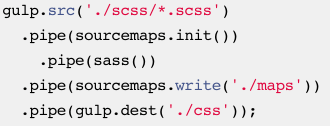 gulp.src('./scss/*.scss')
  .pipe(sourcemaps.init())
    .pipe(sass())
  .pipe(sourcemaps.write('./maps'))
  .pipe(gulp.dest('./css'));